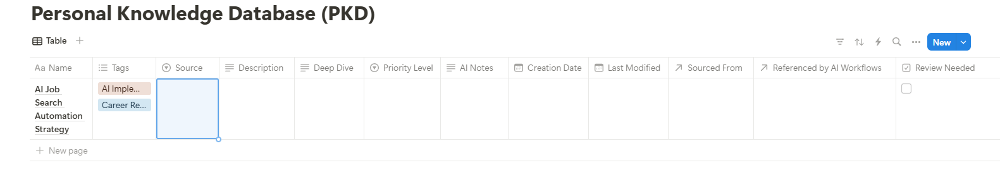 Personal Knowledge Database (PKD)
Table
New
Aa Name
Tags
Source
Description
Deep Dive
Priority Level
AI Notes
Creation Date
Last Modified
Sourced From
Referenced by AI Workflows
Review Needed
AI Job
Search
Automation
Strategy
AI Imple...
Career Re...
New page